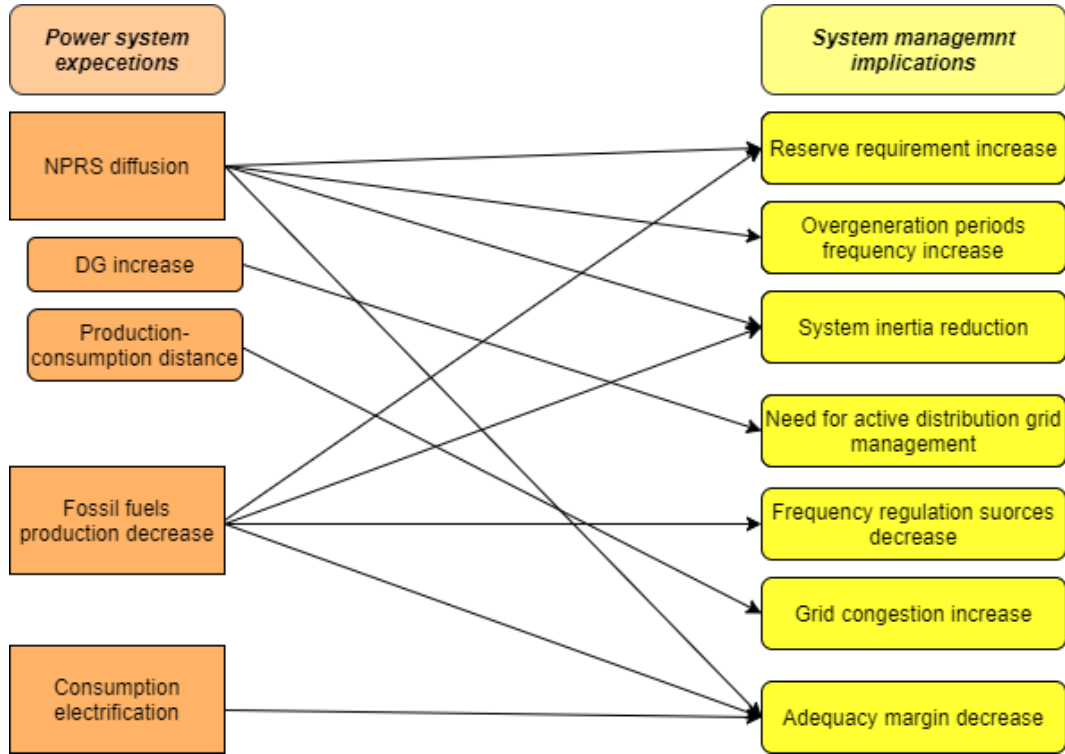 Power system
expecetions
System managemnt
implications
NPRS diffusion
DG increase
Production-
consumption distance
Fossil fuels
production decrease
Consumption
electrification
Reserve requirement increase
Overgeneration periods
frequency increase
System inertia reduction
Need for active distribution grid
management
Frequency regulation suorces
decrease
Grid congestion increase
Adequacy margin decrease